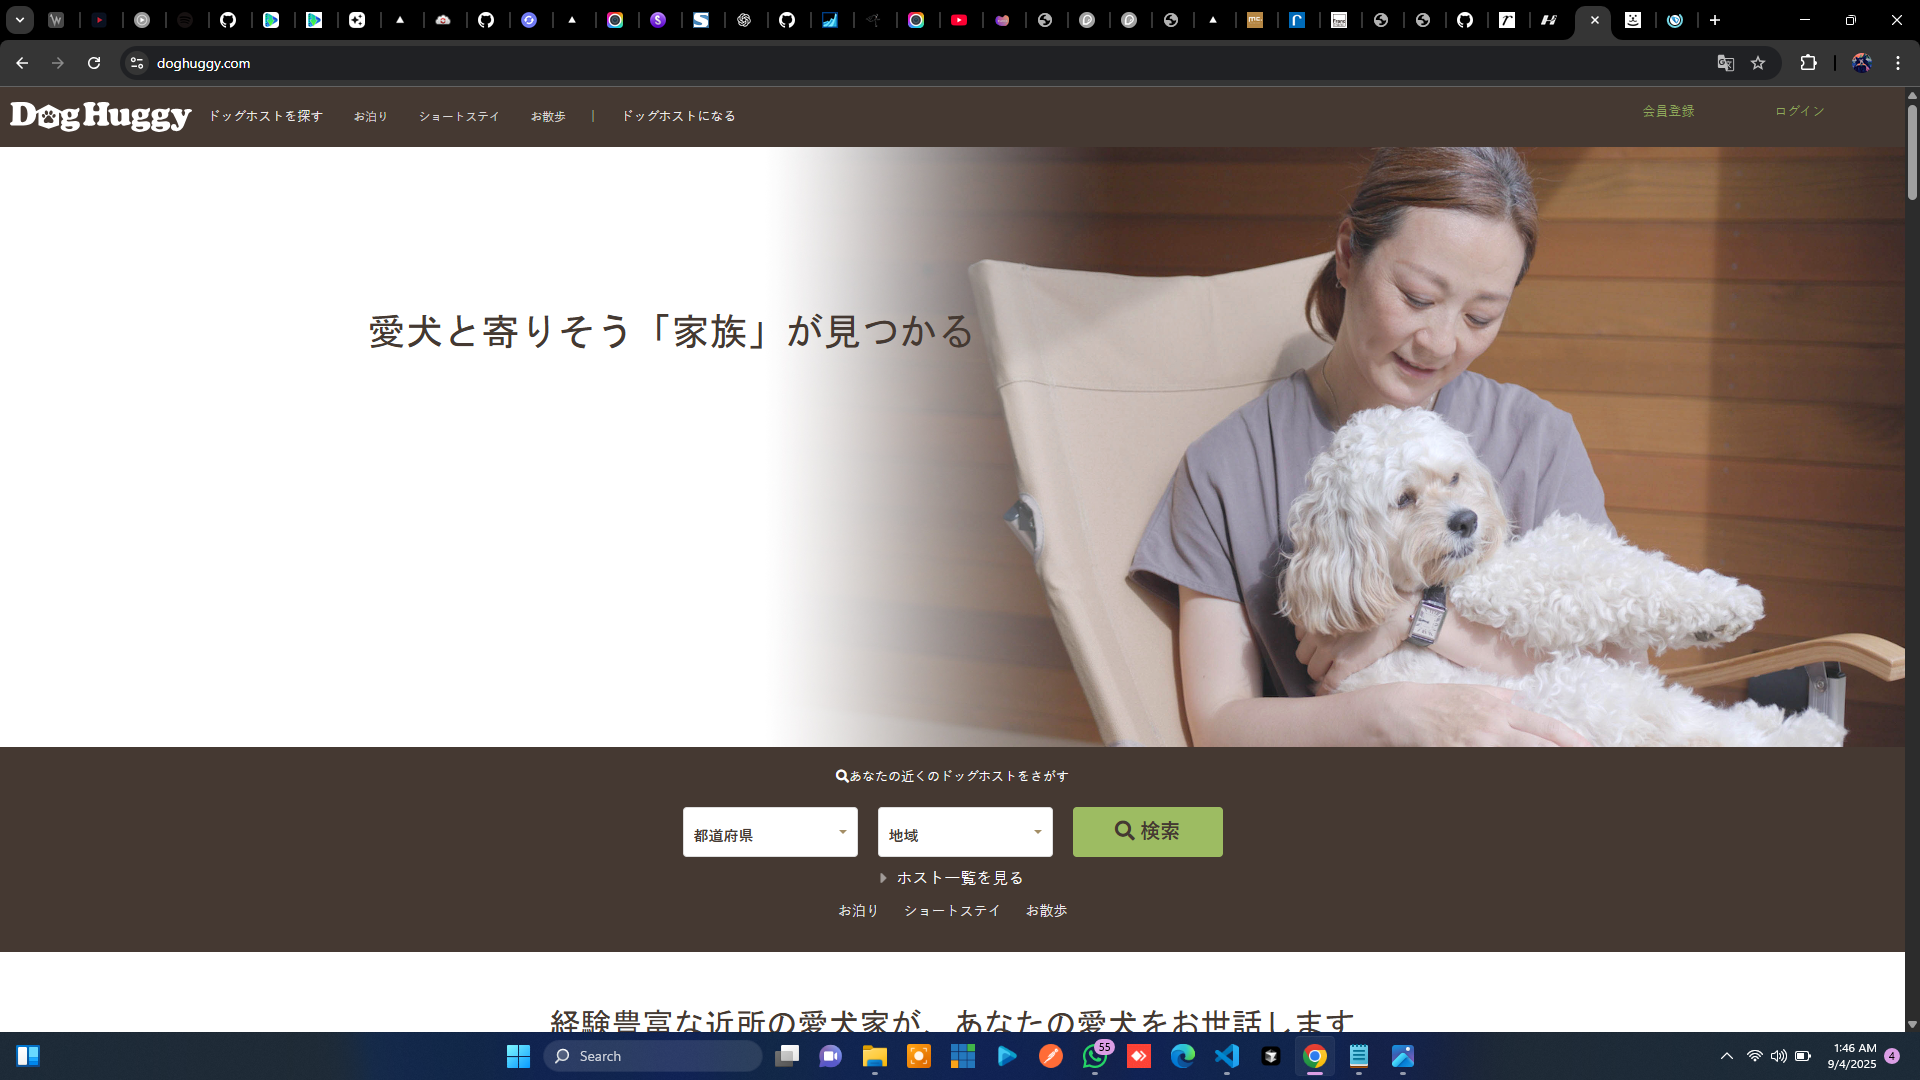 doghuggy.com
Dog Huggy
ドッグホストを探す
お泊り
ショートステイ
お散歩
|
ドッグホストになる
会員登録
ログイン
愛犬と寄りそう「家族」が見つかる
あなたの近くのドッグホストをさがす
都道府県
地域
検索
ホスト一覧を見る
お泊り
ショートステイ
お散歩
経験豊富な近所の愛犬家が、あなたの愛犬をお世話します
Search
55
1:46 AM
9/4/2025
4